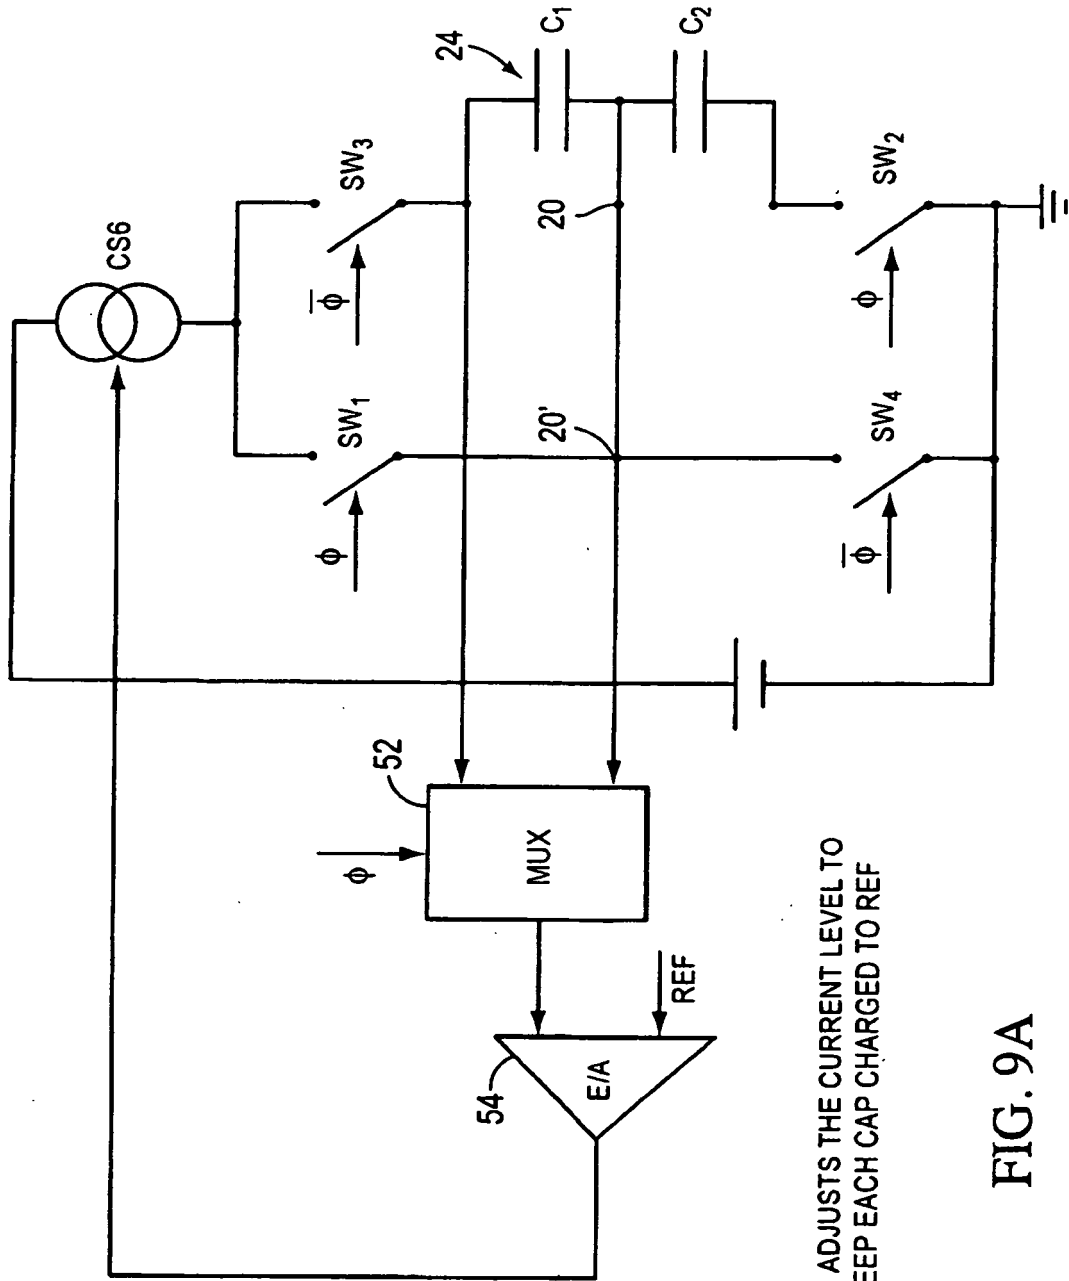 CS6
SW₁
SW₃
φ
φ̄
24
C₁
C₂
20
20'
SW₄
SW₂
φ̄
φ
52
φ
MUX
54
E/A
REF
ADJUSTS THE CURRENT LEVEL TO
EEP EACH CAP CHARGED TO REF
FIG. 9A